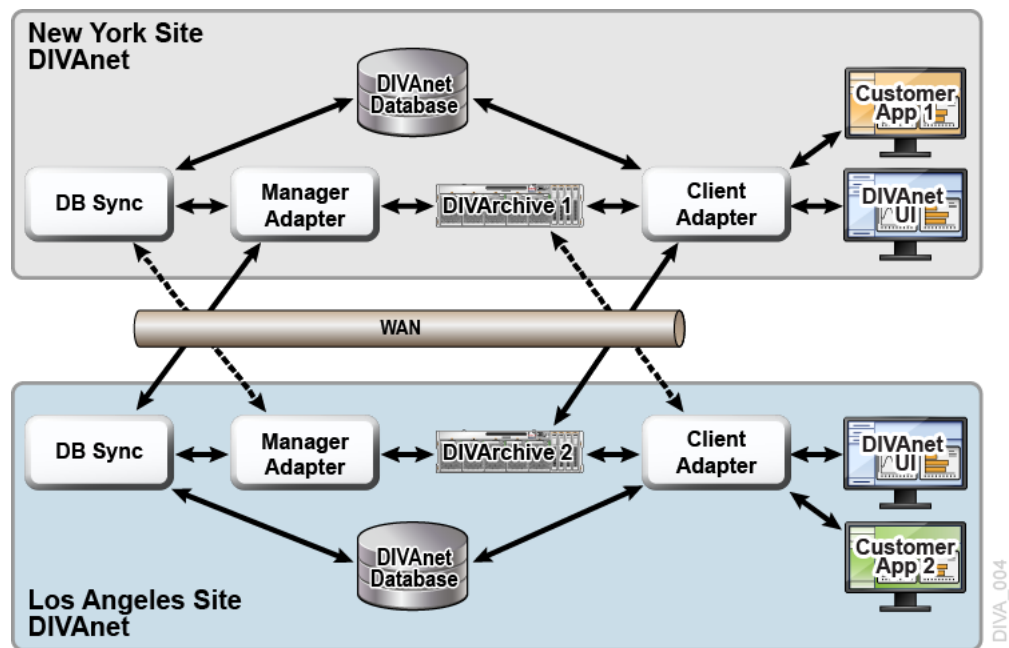 New York Site
DIVAnet
DIVAnet
Database
Customer
App 1
DB Sync
Manager
Adapter
DIVArchive 1
Client
Adapter
DIVAnet
UI
WAN
DB Sync
Manager
Adapter
DIVArchive 2
Client
Adapter
DIVAnet
UI
DIVAnet
Database
Customer
App 2
Los Angeles Site
DIVAnet
DIVA_004